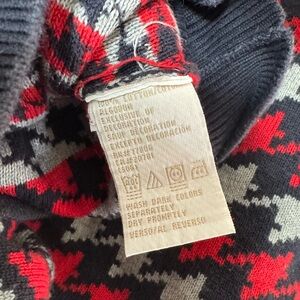 100% COTTON/COTON/
ALGODON
EXCLUSIVE OF
DECORATION
SAUF DECORATION
EXCEPTO DECORACIÓN
WASH DARK COLORS
SEPARATELY
DRY PROMPTLY
VERSO/AL REVERSO